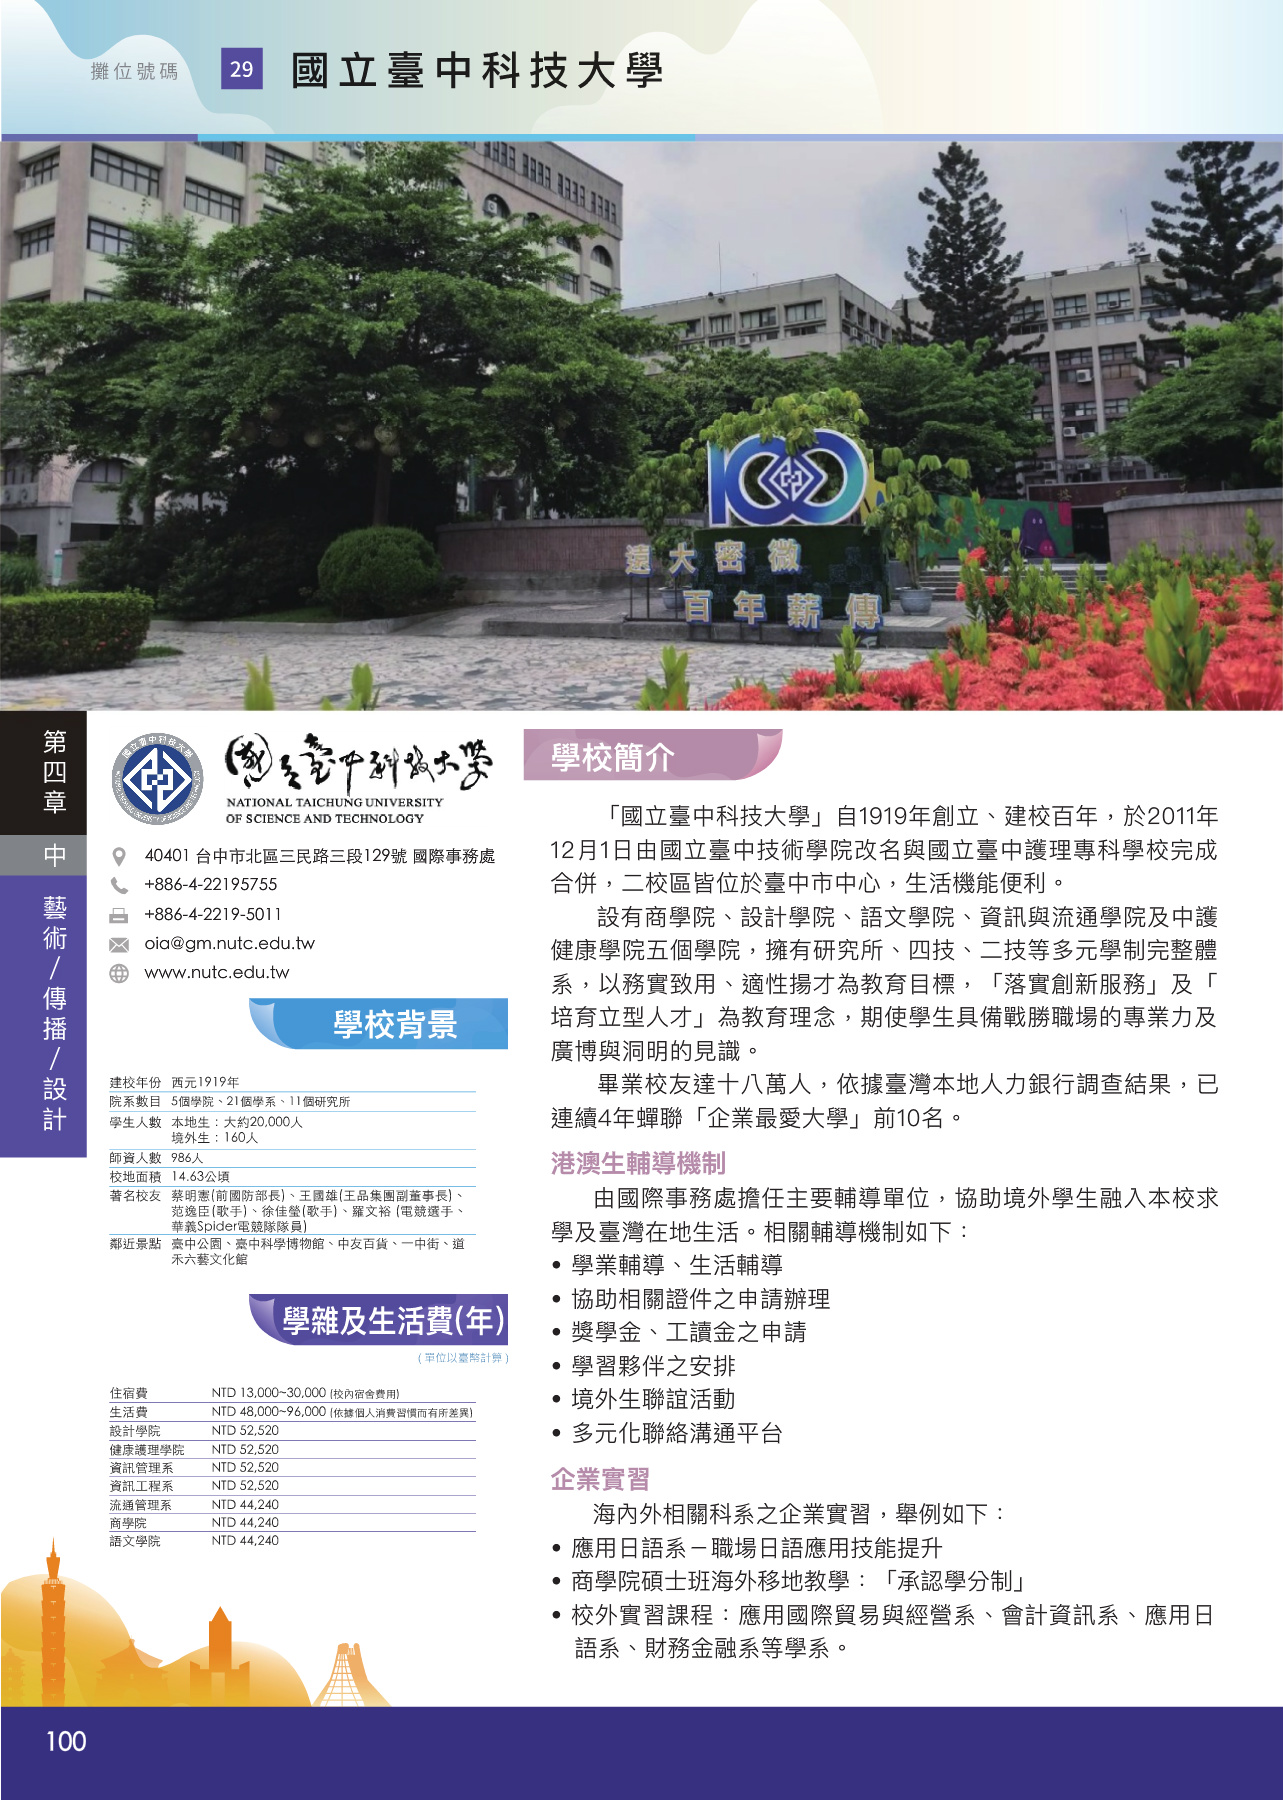 攤位號碼 29 國立臺中科技大學
100
遠大密微
百年薪傳
第四章
中
藝術/傳播/設計
國立臺中科技大學
國立臺中科技大學
NATIONAL TAICHUNG UNIVERSITY
OF SCIENCE AND TECHNOLOGY
40401 台中市北區三民路三段129號 國際事務處
+886-4-22195755
+886-4-2219-5011
oia@gm.nutc.edu.tw
www.nutc.edu.tw
學校背景
建校年份 西元1919年
院系數目 5個學院、21個學系、11個研究所
學生人數 本地生：大約20,000人
境外生：160人
師資人數 986人
校地面積 14.63公頃
著名校友 蔡明憲(前國防部長)、王國雄(王品集團副董事長)、
范逸臣(歌手)、徐佳瑩(歌手)、羅文裕 (電競選手、
華義Spider電競隊隊員)
鄰近景點 臺中公園、臺中科學博物館、中友百貨、一中街、道
禾六藝文化館
學雜及生活費(年)
(單位以臺幣計算)
住宿費 NTD 13,000~30,000 (校內宿舍費用)
生活費 NTD 48,000~96,000 (依據個人消費習慣而有所差異)
設計學院 NTD 52,520
健康護理學院 NTD 52,520
資訊管理系 NTD 52,520
資訊工程系 NTD 52,520
流通管理系 NTD 44,240
商學院 NTD 44,240
語文學院 NTD 44,240
學校簡介
「國立臺中科技大學」自1919年創立、建校百年，於2011年
12月1日由國立臺中技術學院改名與國立臺中護理專科學校完成
合併，二校區皆位於臺中市中心，生活機能便利。
設有商學院、設計學院、語文學院、資訊與流通學院及中護
健康學院五個學院，擁有研究所、四技、二技等多元學制完整體
系，以務實致用、適性揚才為教育目標，「落實創新服務」及「
培育立型人才」為教育理念，期使學生具備戰勝職場的專業力及
廣博與洞明的見識。
畢業校友達十八萬人，依據臺灣本地人力銀行調查結果，已
連續4年蟬聯「企業最愛大學」前10名。
港澳生輔導機制
由國際事務處擔任主要輔導單位，協助境外學生融入本校求
學及臺灣在地生活。相關輔導機制如下：
• 學業輔導、生活輔導
• 協助相關證件之申請辦理
• 獎學金、工讀金之申請
• 學習夥伴之安排
• 境外生聯誼活動
• 多元化聯絡溝通平台
企業實習
海內外相關科系之企業實習，舉例如下：
• 應用日語系－職場日語應用技能提升
• 商學院碩士班海外移地教學：「承認學分制」
• 校外實習課程：應用國際貿易與經營系、會計資訊系、應用日
語系、財務金融系等學系。
100